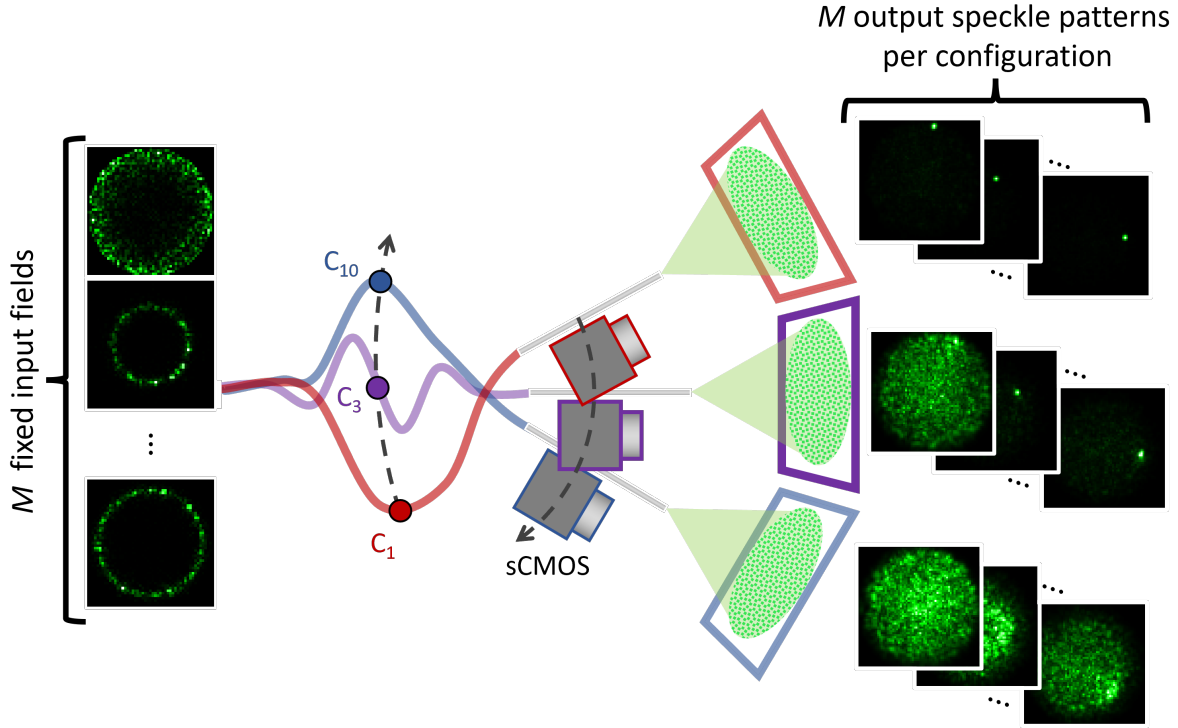 M output speckle patterns
per configuration
M fixed input fields
...
C10
C3
C1
sCMOS
...
...
...
...
...
...